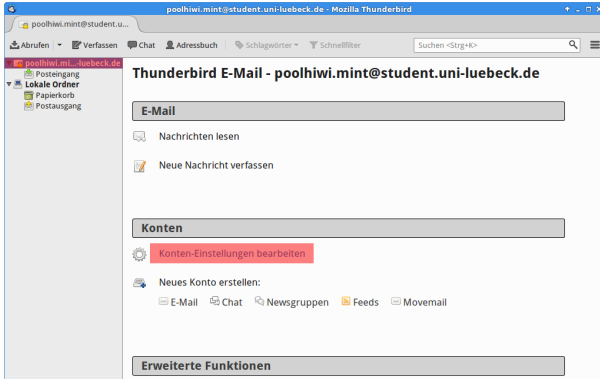 poolhiwi.mint@student.uni-luebeck.de - Mozilla Thunderbird
poolhiwi.mint@student.u...
Abrufen Verfassen Chat Adressbuch Schlagwörter Schnellfilter Suchen <Strg+K>
poolhiwi.mi...-luebeck.de
Posteingang
Lokale Ordner
Papierkorb
Postausgang
Thunderbird E-Mail - poolhiwi.mint@student.uni-luebeck.de
E-Mail
Nachrichten lesen
Neue Nachricht verfassen
Konten
Konten-Einstellungen bearbeiten
Neues Konto erstellen:
E-Mail Chat Newsgruppen Feeds Movemail
Erweiterte Funktionen